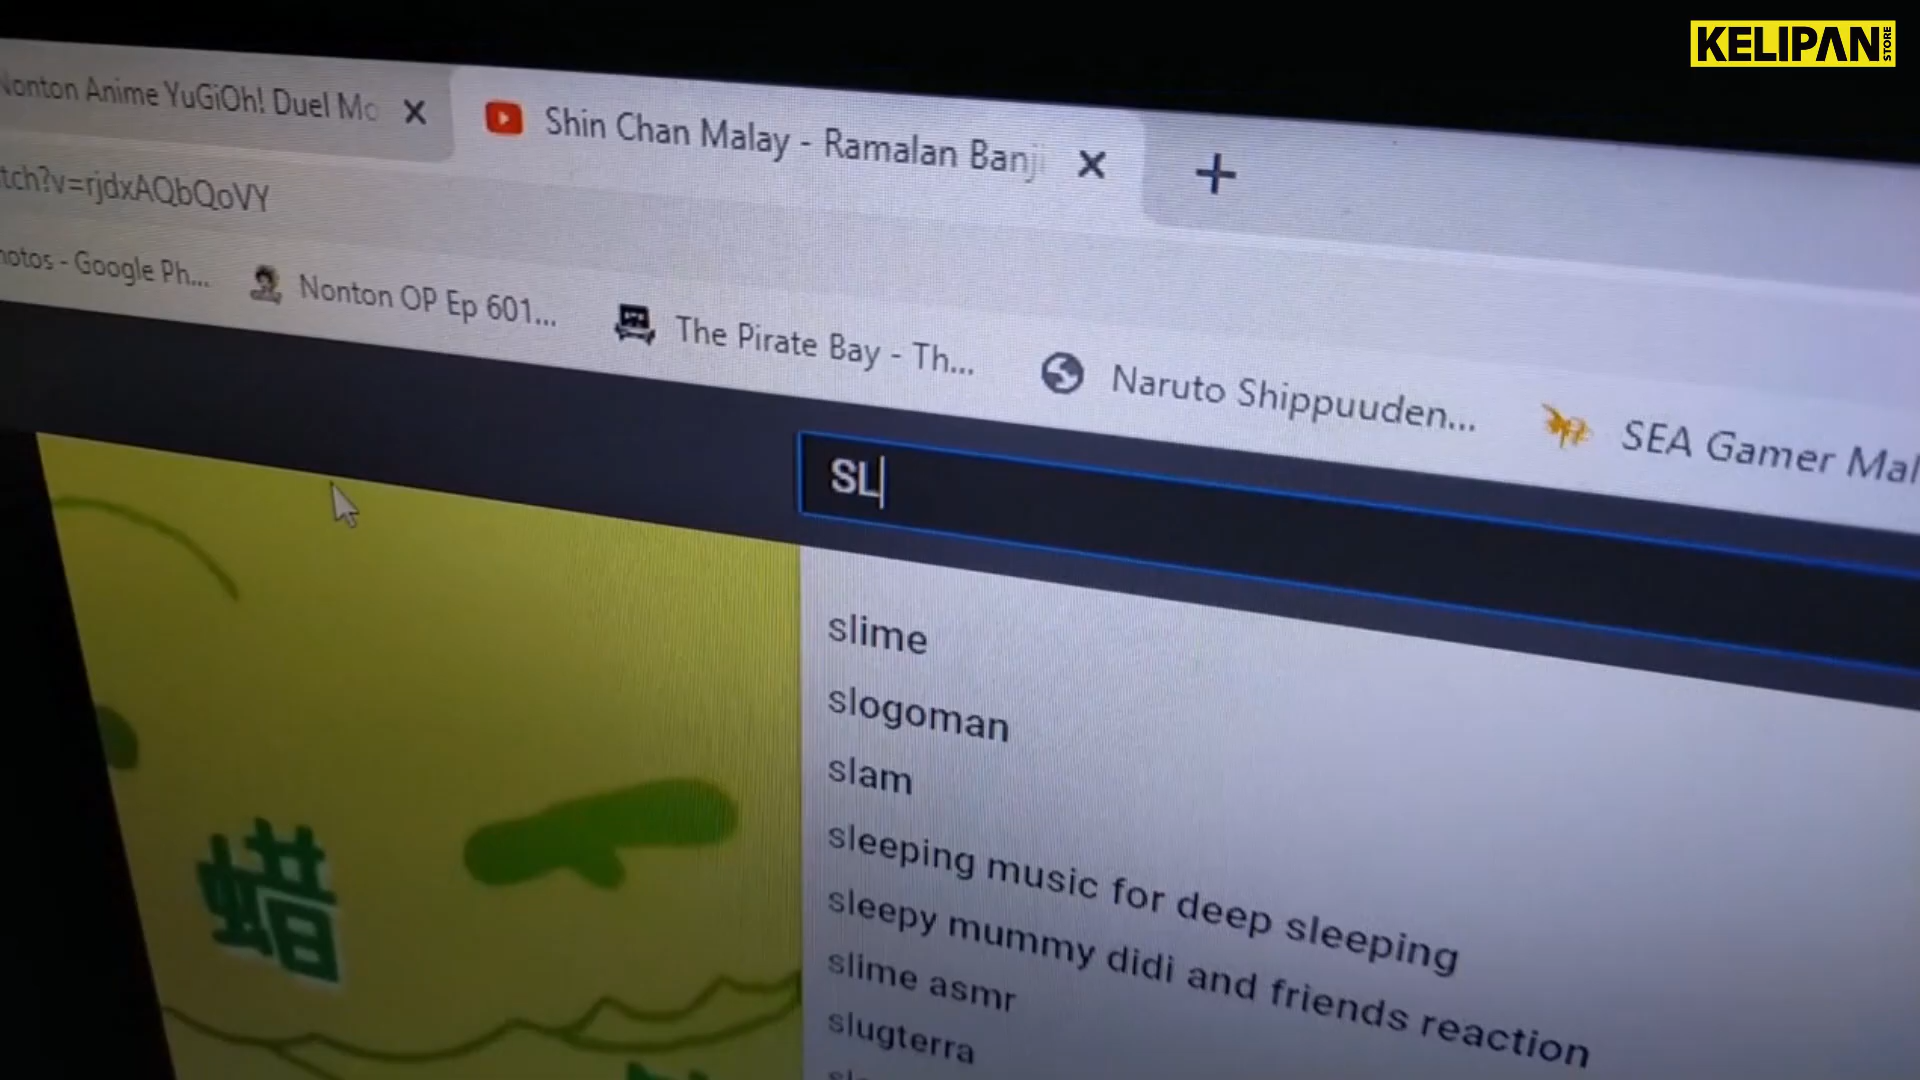 KELIPAN STORE
Nonton Anime YuGiOh! Duel Mo
Shin Chan Malay - Ramalan Banji
tch?v=rjdxAQbQoVY
hotos - Google Ph...
Nonton OP Ep 601...
The Pirate Bay - Th...
Naruto Shippuuden...
SEA Gamer Mal
SL
slime
slogoman
slam
sleeping music for deep sleeping
sleepy mummy didi and friends reaction
slime asmr
slugterra
蜡